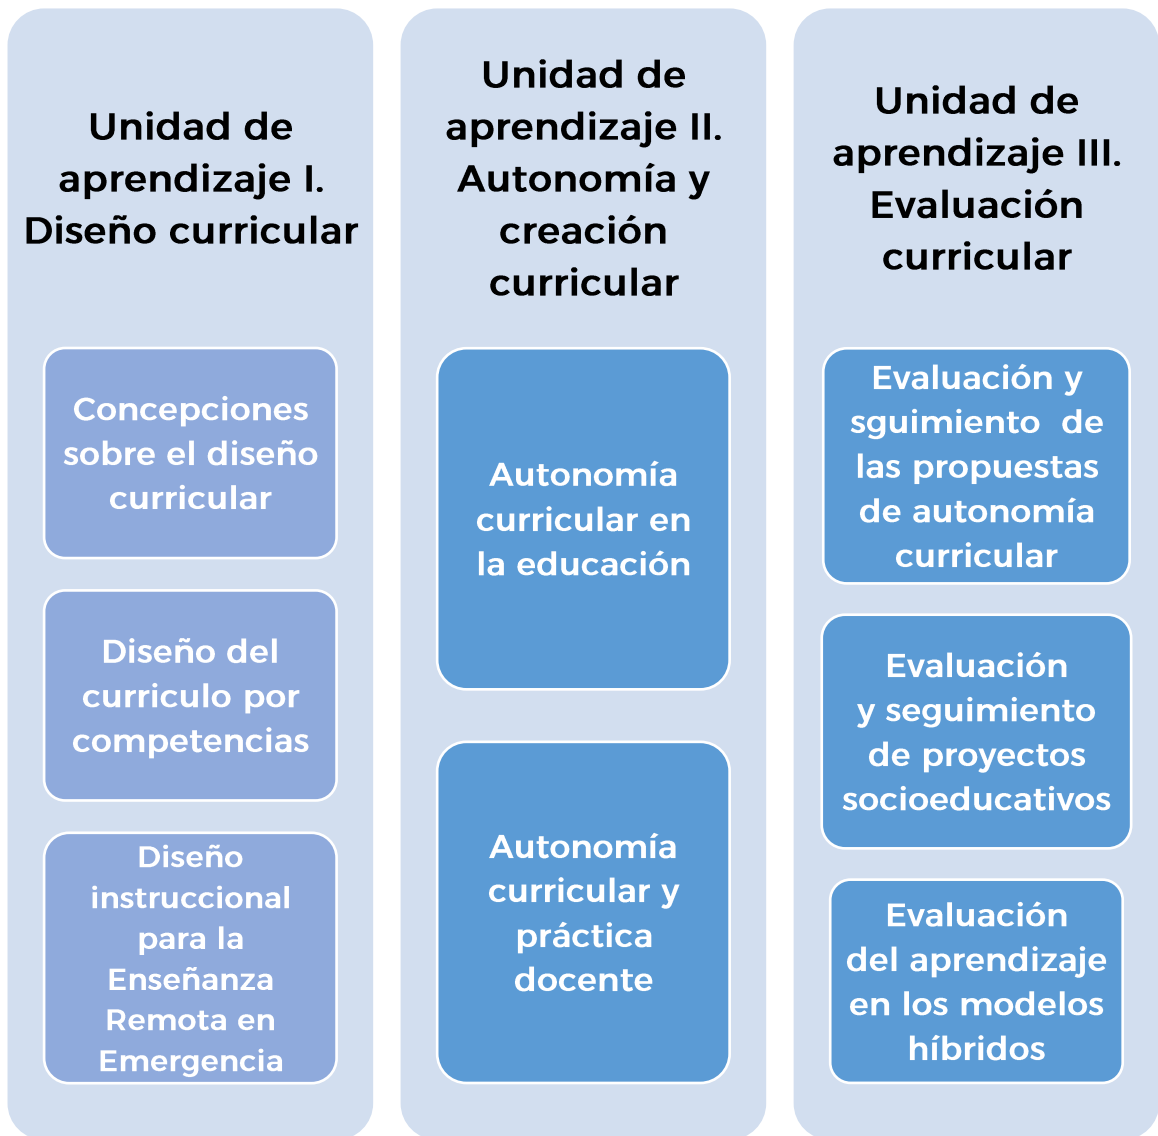 Unidad de
aprendizaje I.
Diseño curricular
Concepciones
sobre el diseño
curricular
Diseño del
curriculo por
competencias
Diseño
instruccional
para la
Enseñanza
Remota en
Emergencia
Unidad de
aprendizaje II.
Autonomía y
creación
curricular
Autonomía
curricular en
la educación
Autonomía
curricular y
práctica
docente
Unidad de
aprendizaje III.
Evaluación
curricular
Evaluación y
sguimiento de
las propuestas
de autonomía
curricular
Evaluación
y seguimiento
de proyectos
socioeducativos
Evaluación
del aprendizaje
en los modelos
híbridos